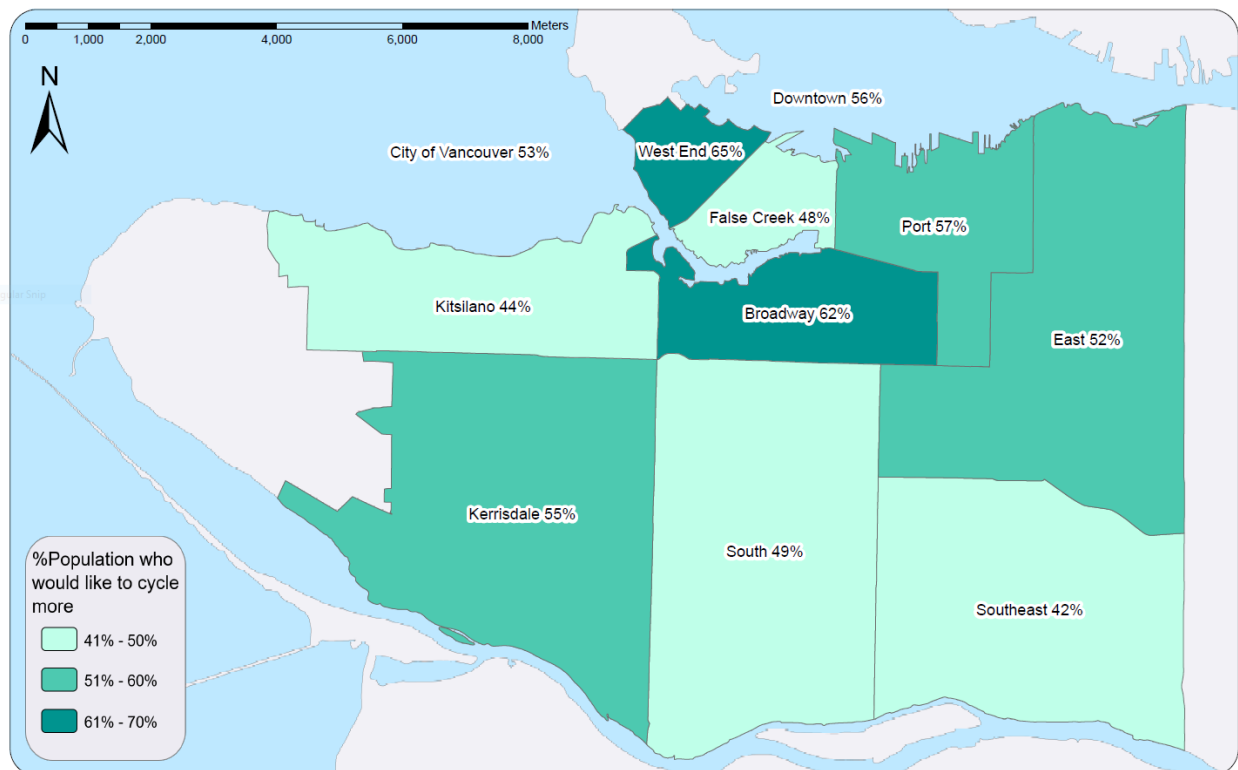 Meters
0 1,000 2,000 4,000 6,000 8,000
N
Downtown 56%
City of Vancouver 53%
West End 65%
False Creek 48%
Port 57%
Kitsilano 44%
Broadway 62%
East 52%
Kerrisdale 55%
South 49%
Southeast 42%
%Population who
would like to cycle
more
41% - 50%
51% - 60%
61% - 70%